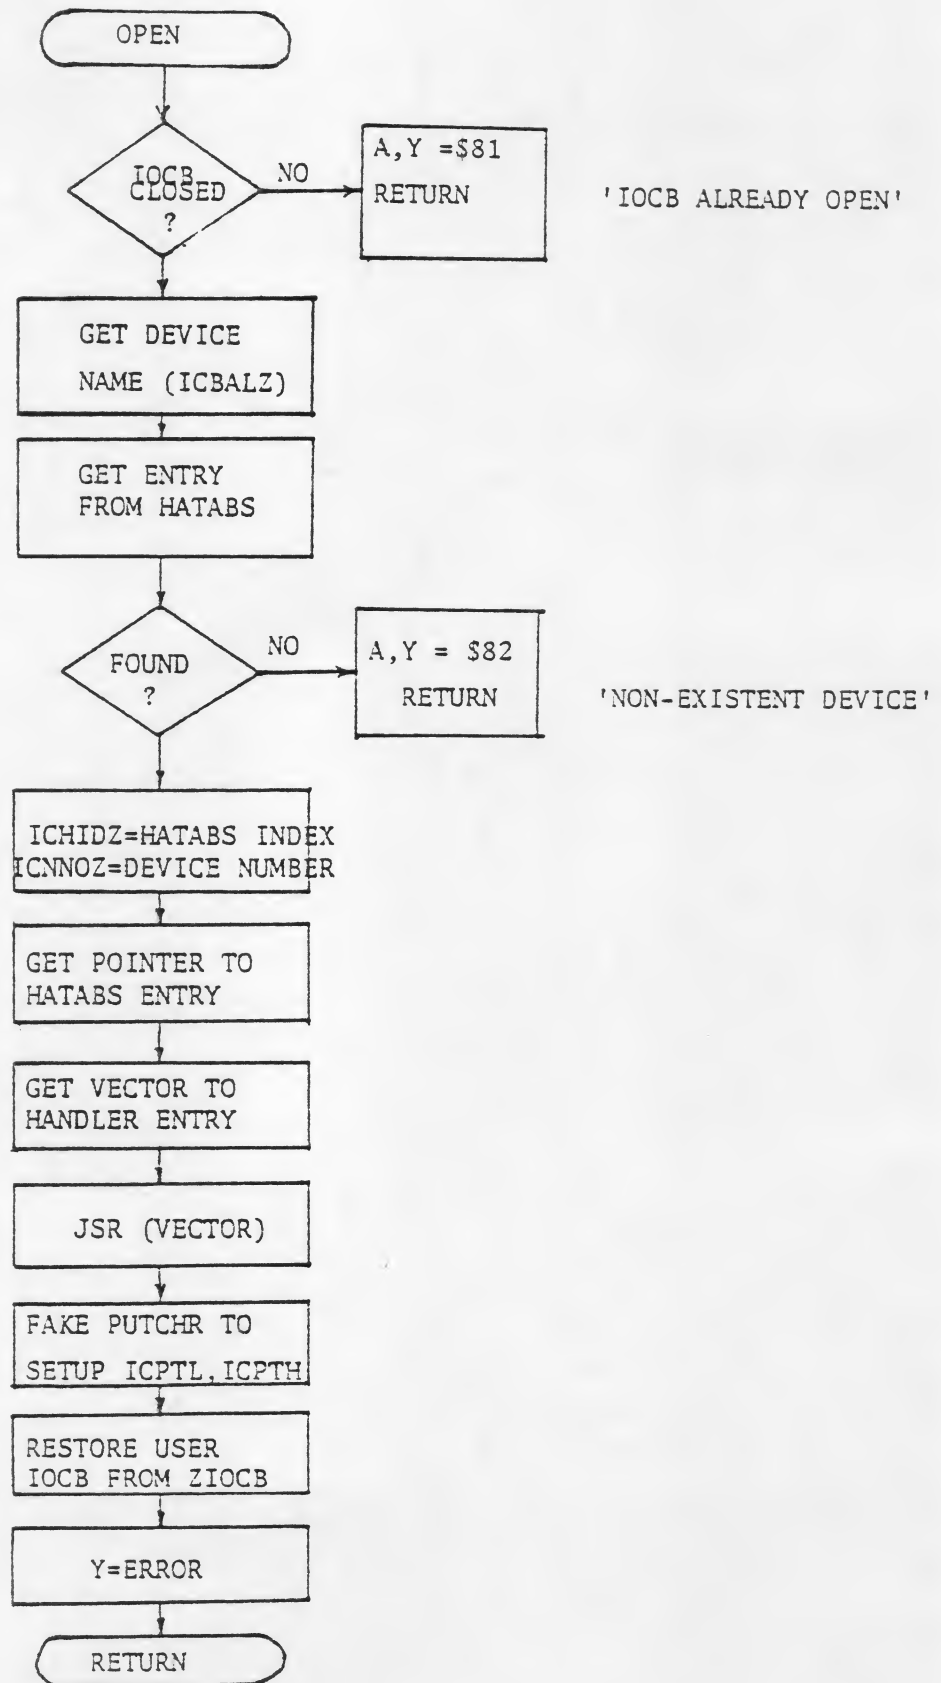 OPEN
IOCB
CLOSED
?
NO
A,Y =$81
RETURN
'IOCB ALREADY OPEN'
GET DEVICE
NAME (ICBALZ)
GET ENTRY
FROM HATABS
FOUND
?
NO
A,Y = $82
RETURN
'NON-EXISTENT DEVICE'
ICHIDZ=HATABS INDEX
ICNNOZ=DEVICE NUMBER
GET POINTER TO
HATABS ENTRY
GET VECTOR TO
HANDLER ENTRY
JSR (VECTOR)
FAKE PUTCHR TO
SETUP ICPTL,ICPTH
RESTORE USER
IOCB FROM ZIOCB
Y=ERROR
RETURN